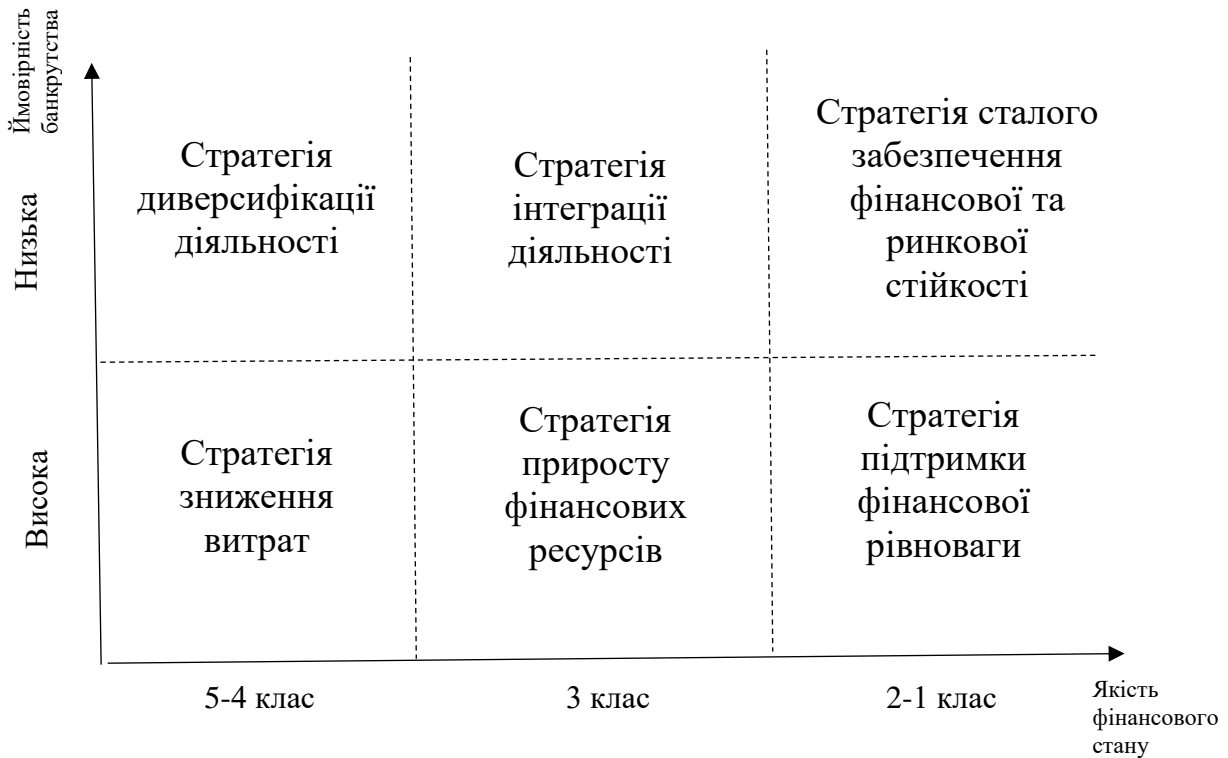 Ймовірність
банкрутства
Низька
Стратегія
диверсифікації
діяльності
Стратегія
інтеграції
діяльності
Стратегія сталого
забезпечення
фінансової та
ринкової
стійкості
Висока
Стратегія
зниження
витрат
Стратегія
приросту
фінансових
ресурсів
Стратегія
підтримки
фінансової
рівноваги
5-4 клас
3 клас
2-1 клас
Якість
фінансового
стану